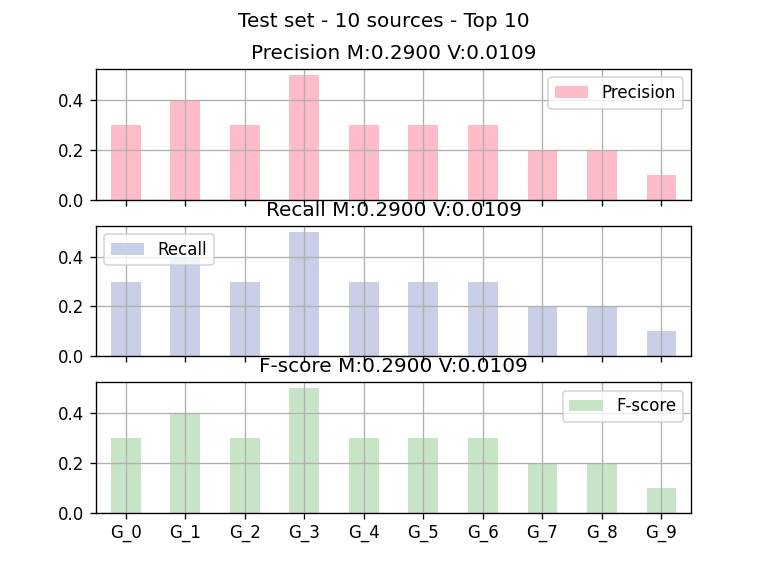 Test set - 10 sources - Top 10
Precision M:0.2900 V:0.0109
0.4
0.2
0.0
Precision
Recall M:0.2900 V:0.0109
0.4
0.2
0.0
Recall
F-score M:0.2900 V:0.0109
0.4
0.2
0.0
F-score
G_0 G_1 G_2 G_3 G_4 G_5 G_6 G_7 G_8 G_9